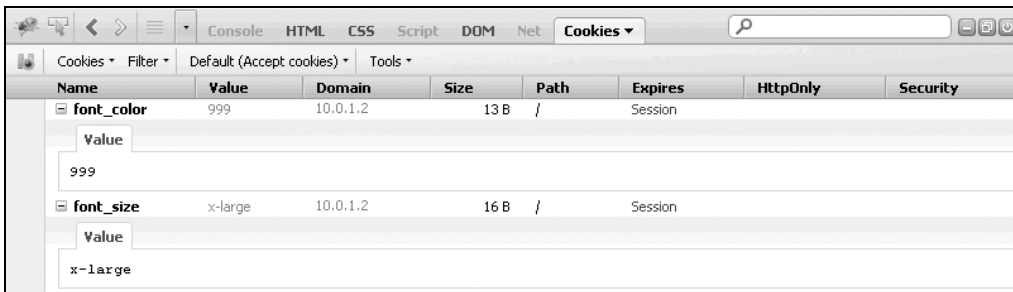 Console HTML CSS Script DOM Net Cookies
Cookies Filter Default (Accept cookies) Tools
Name Value Domain Size Path Expires HttpOnly Security
font_color 999 10.0.1.2 13 B / Session
Value
999
font_size x-large 10.0.1.2 16 B / Session
Value
x-large